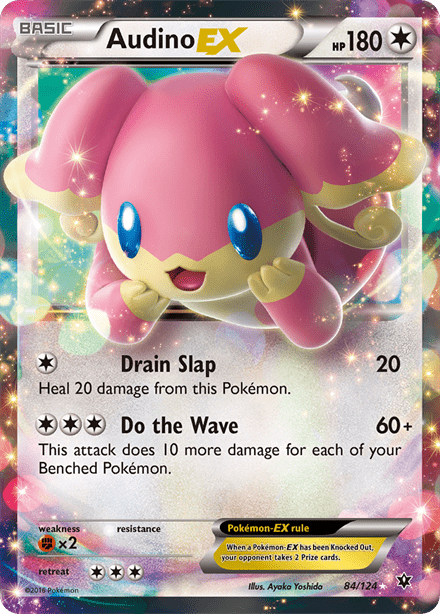 BASIC Audino EX HP 180
Drain Slap 20
Heal 20 damage from this Pokémon.
Do the Wave 60+
This attack does 10 more damage for each of your
Benched Pokémon.
weakness resistance
×2
retreat
Pokémon-EX rule
When a Pokémon-EX has been Knocked Out,
your opponent takes 2 Prize cards.
©2016 Pokémon Illus. Ayaka Yoshida 84/124